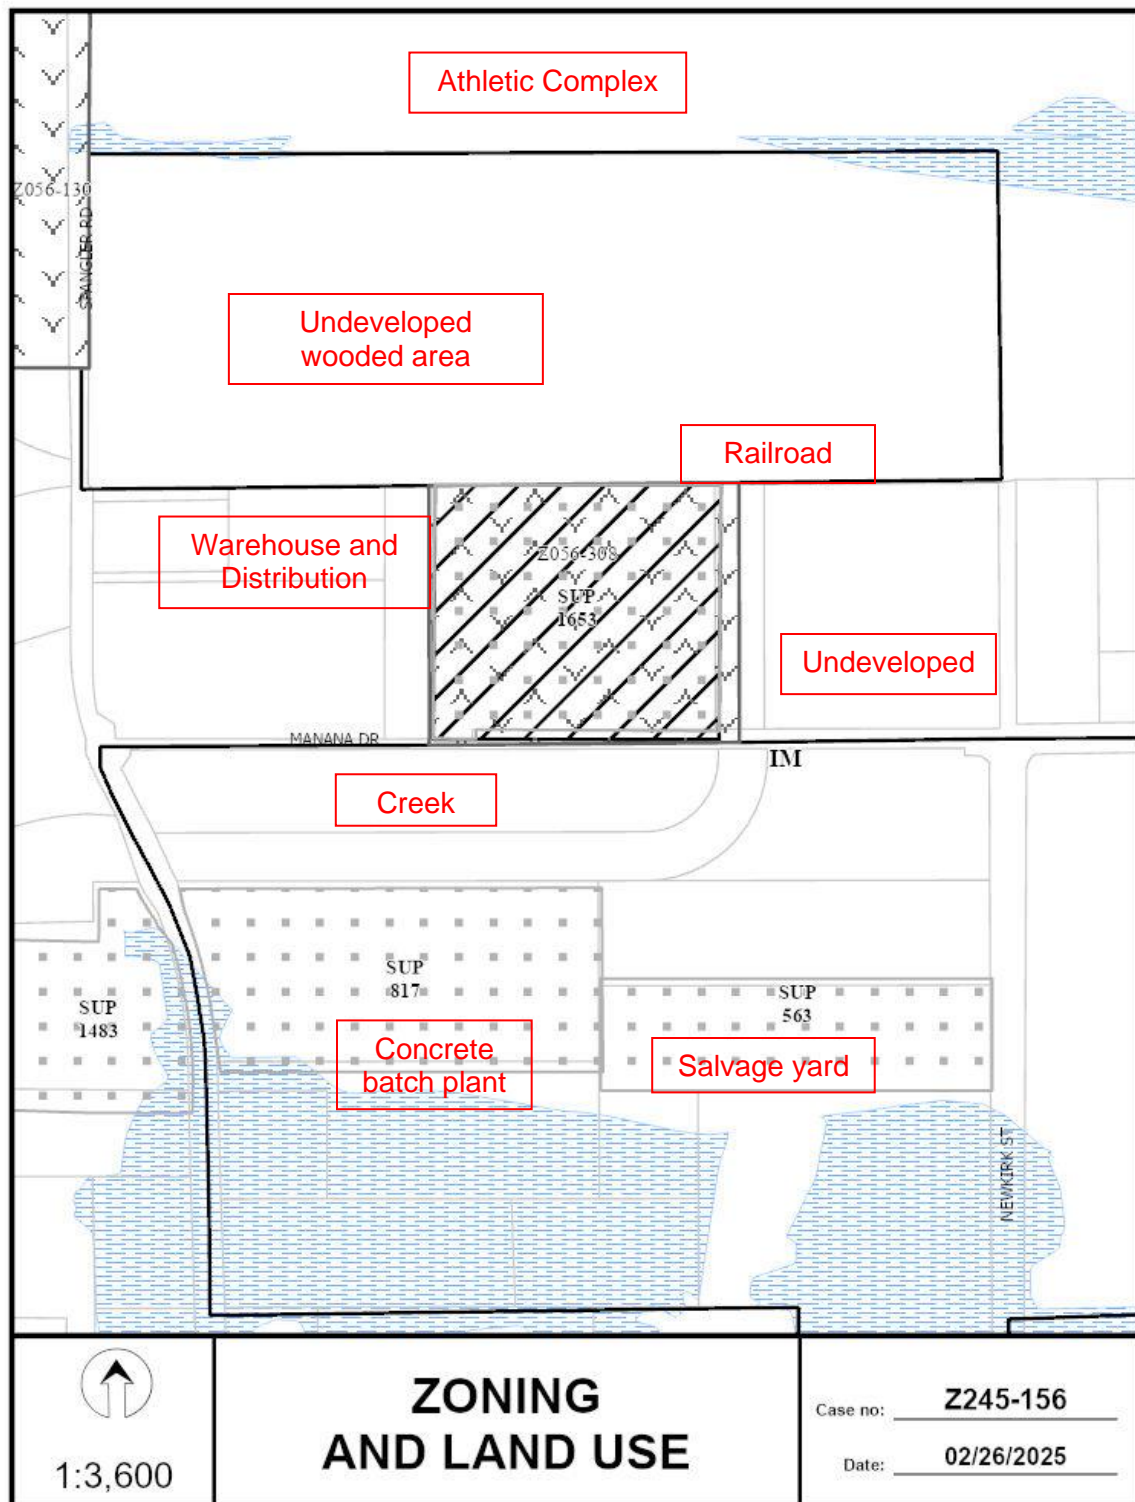 Athletic Complex
Z056-130
SPANGLER RD
Undeveloped
wooded area
Railroad
Warehouse and
Distribution
Z056-308
SUP
1653
Undeveloped
MANANA DR
IM
Creek
SUP
817
SUP
1483
SUP
563
Concrete
batch plant
Salvage yard
NEWKIRK ST
1:3,600
ZONING
AND LAND USE
Case no: Z245-156
Date: 02/26/2025